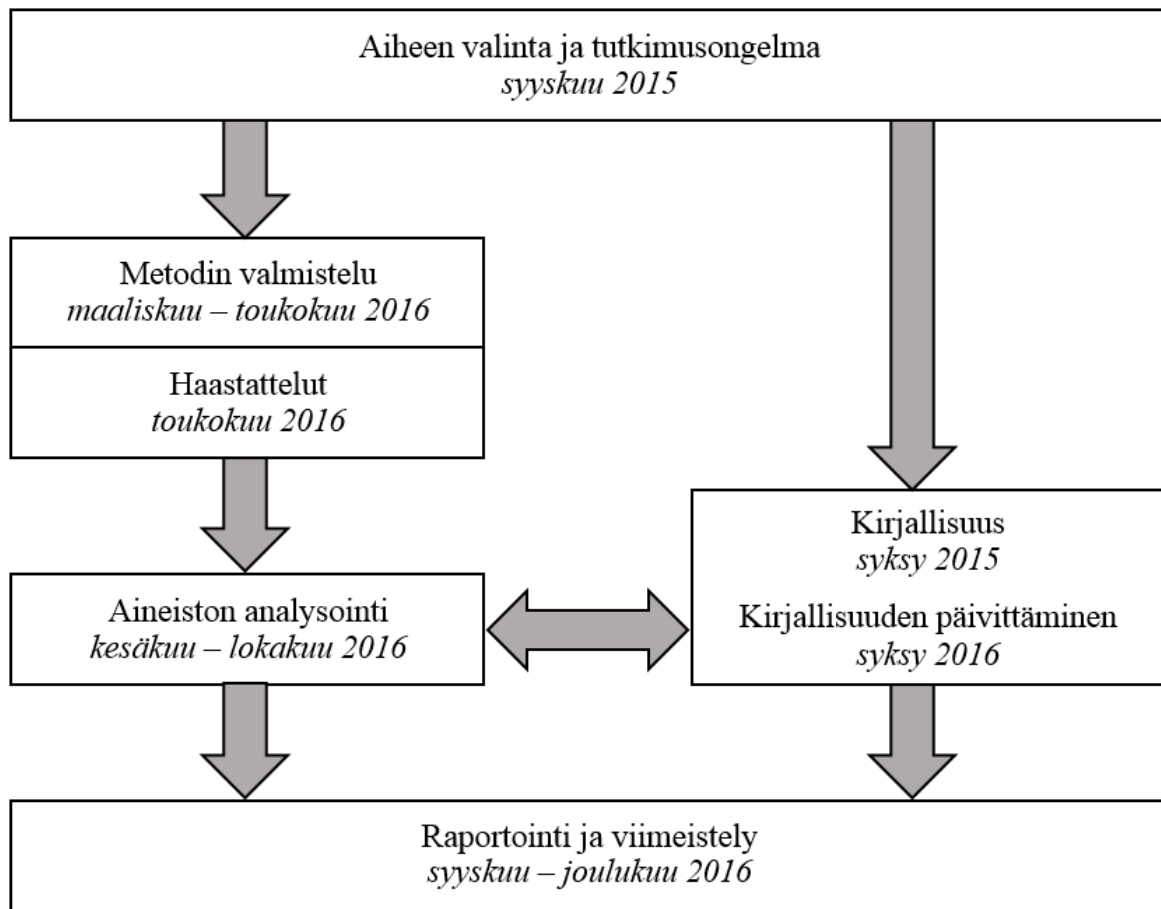 Aiheen valinta ja tutkimusongelma
syyskuu 2015
Metodin valmistelu
maaliskuu – toukokuu 2016
Haastattelut
toukokuu 2016
Aineiston analysointi
kesäkuu – lokakuu 2016
Kirjallisuus
syksy 2015
Kirjallisuuden päivittäminen
syksy 2016
Raportointi ja viimeistely
syyskuu – joulukuu 2016